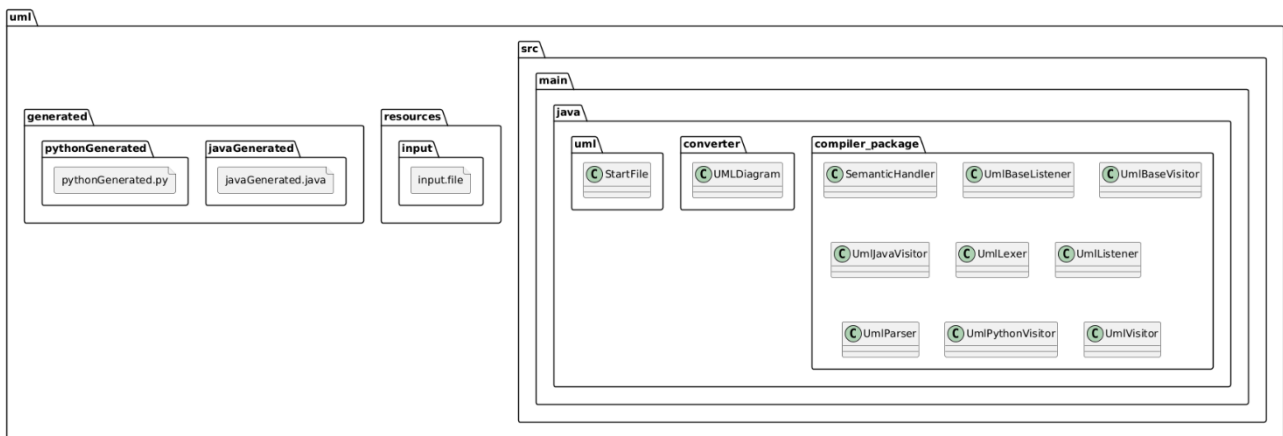 uml
src
main
java
generated
resources
uml
converter
compiler_package
pythonGenerated
javaGenerated
input
pythonGenerated.py
javaGenerated.java
input.file
C StartFile
C UMLDiagram
C SemanticHandler
C UmlBaseListener
C UmlBaseVisitor
C UmlJavaVisitor
C UmlLexer
C UmlListener
C UmlParser
C UmlPythonVisitor
C UmlVisitor